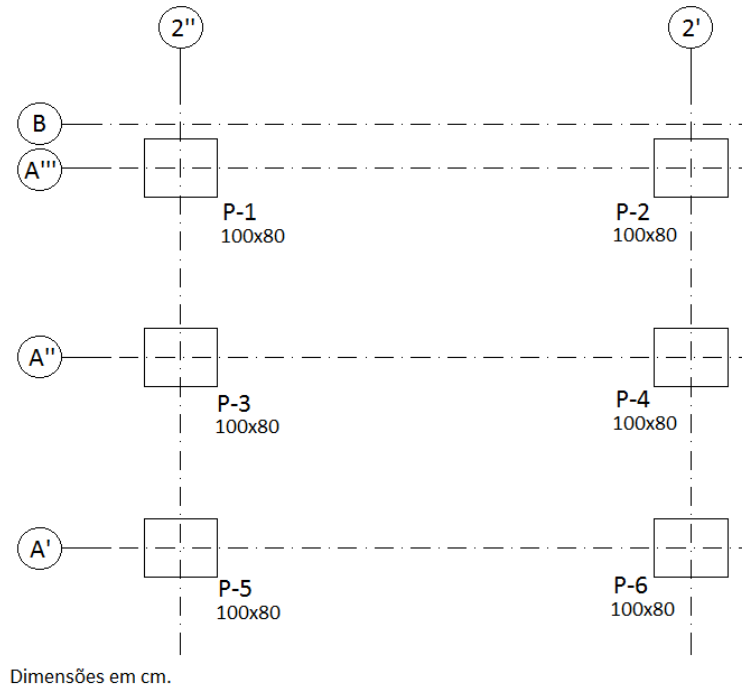 2'' 2'
B
A'''
P-1 P-2
100x80 100x80
A''
P-3 P-4
100x80 100x80
A'
P-5 P-6
100x80 100x80
Dimensões em cm.